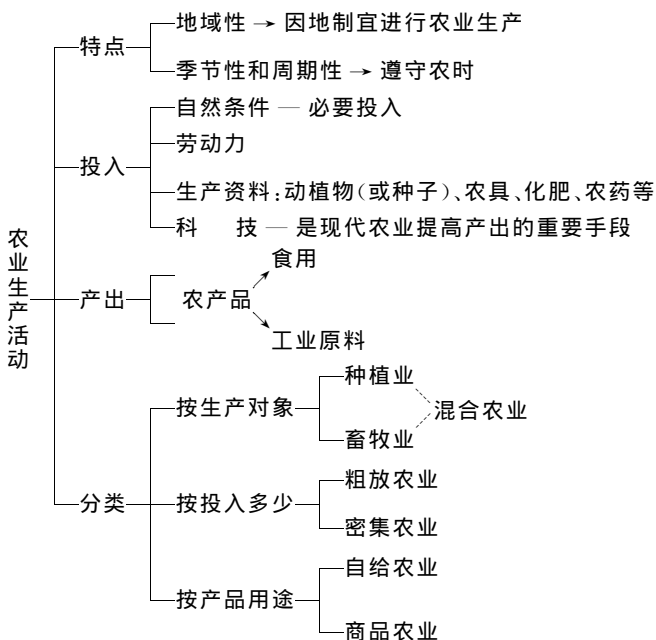 农业生产活动
特点
地域性 → 因地制宜进行农业生产
季节性和周期性 → 遵守农时
投入
自然条件 — 必要投入
劳动力
生产资料:动植物(或种子)、农具、化肥、农药等
科 技 — 是现代农业提高产出的重要手段
产出
农产品
食用
工业原料
分类
按生产对象
种植业
畜牧业
混合农业
按投入多少
粗放农业
密集农业
按产品用途
自给农业
商品农业